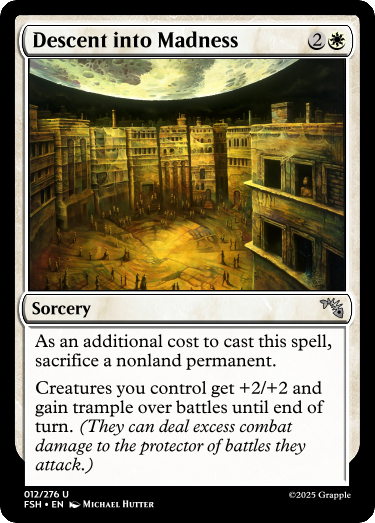 Descent into Madness 2
Sorcery
As an additional cost to cast this spell,
sacrifice a nonland permanent.
Creatures you control get +2/+2 and
gain trample over battles until end of
turn. (They can deal excess combat
damage to the protector of battles they
attack.)
012/276 U
FSH • EN Michael Hutter
©2025 Grapple